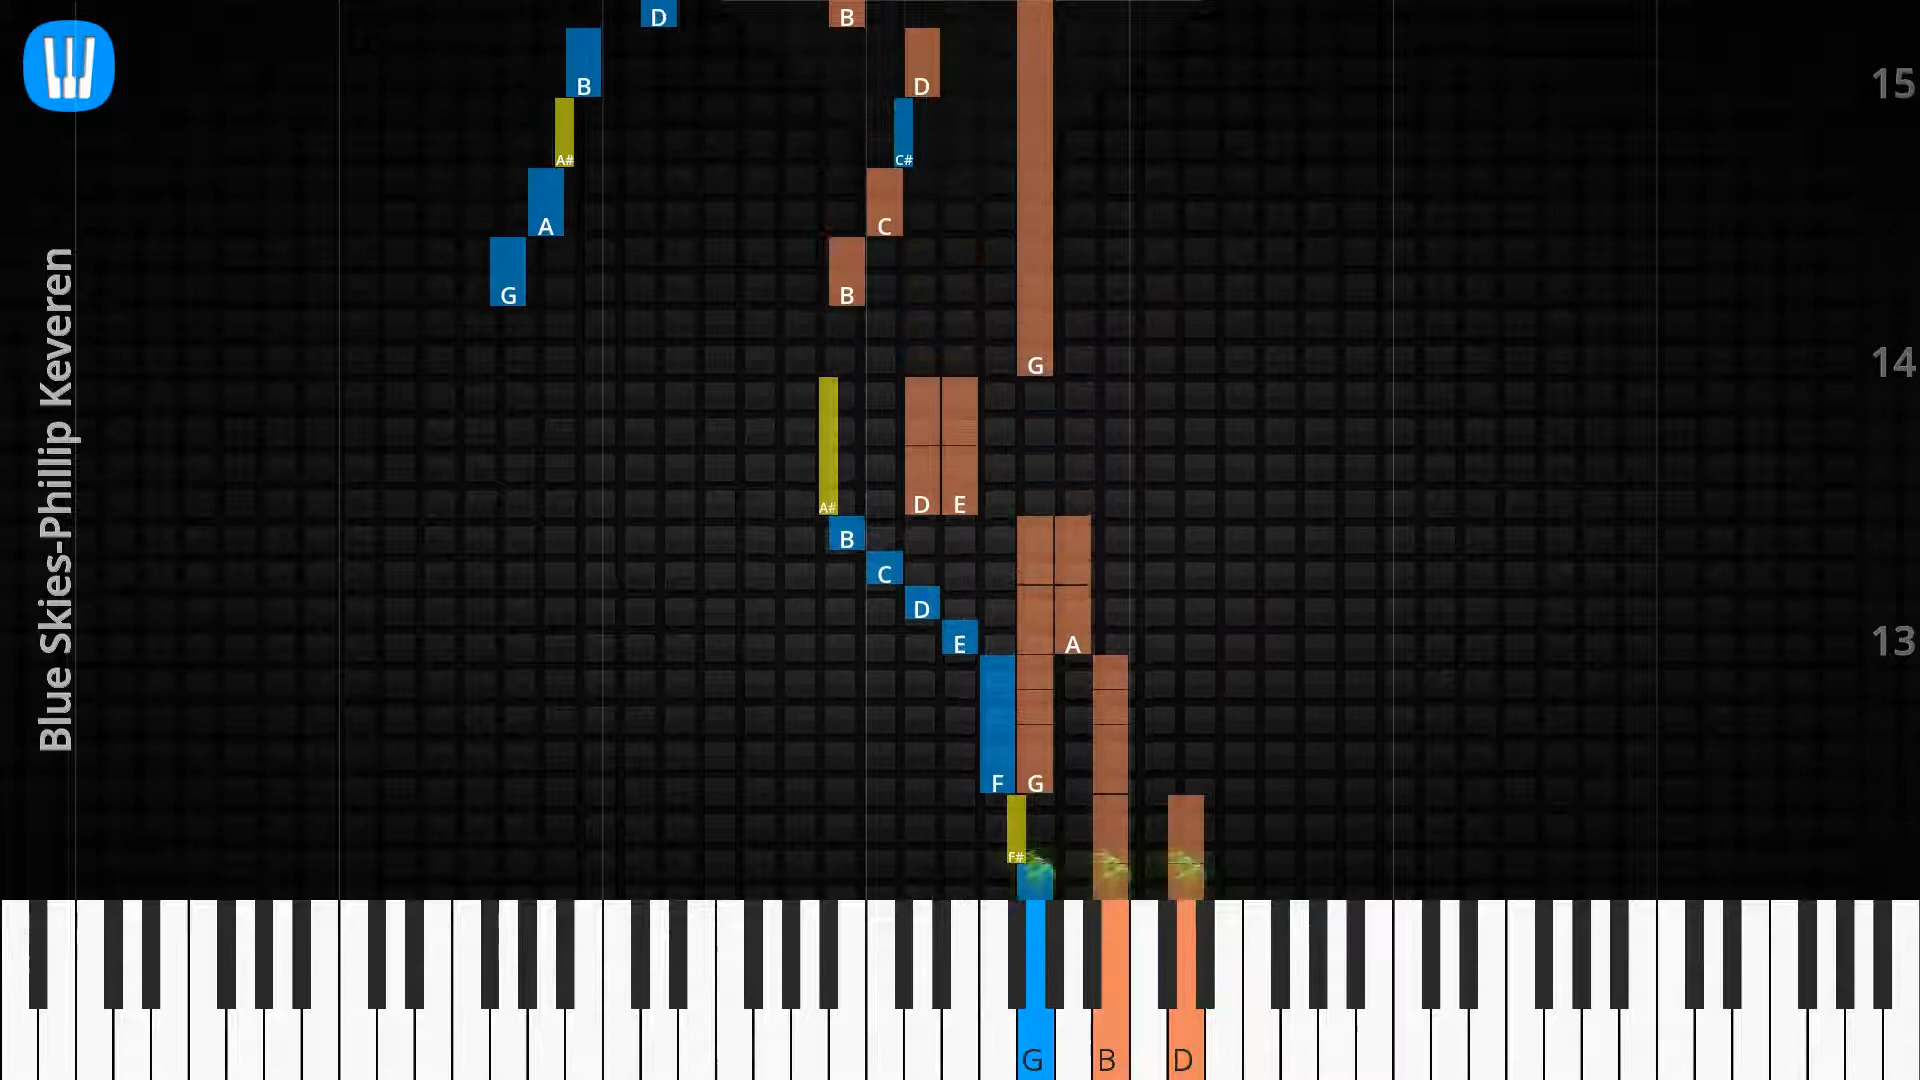 D B
15
B D
A# C#
A C
G B
Blue Skies-Phillip Keveren
14
G
A# D E
B
C
D
13
E A
F G
F#
G B D